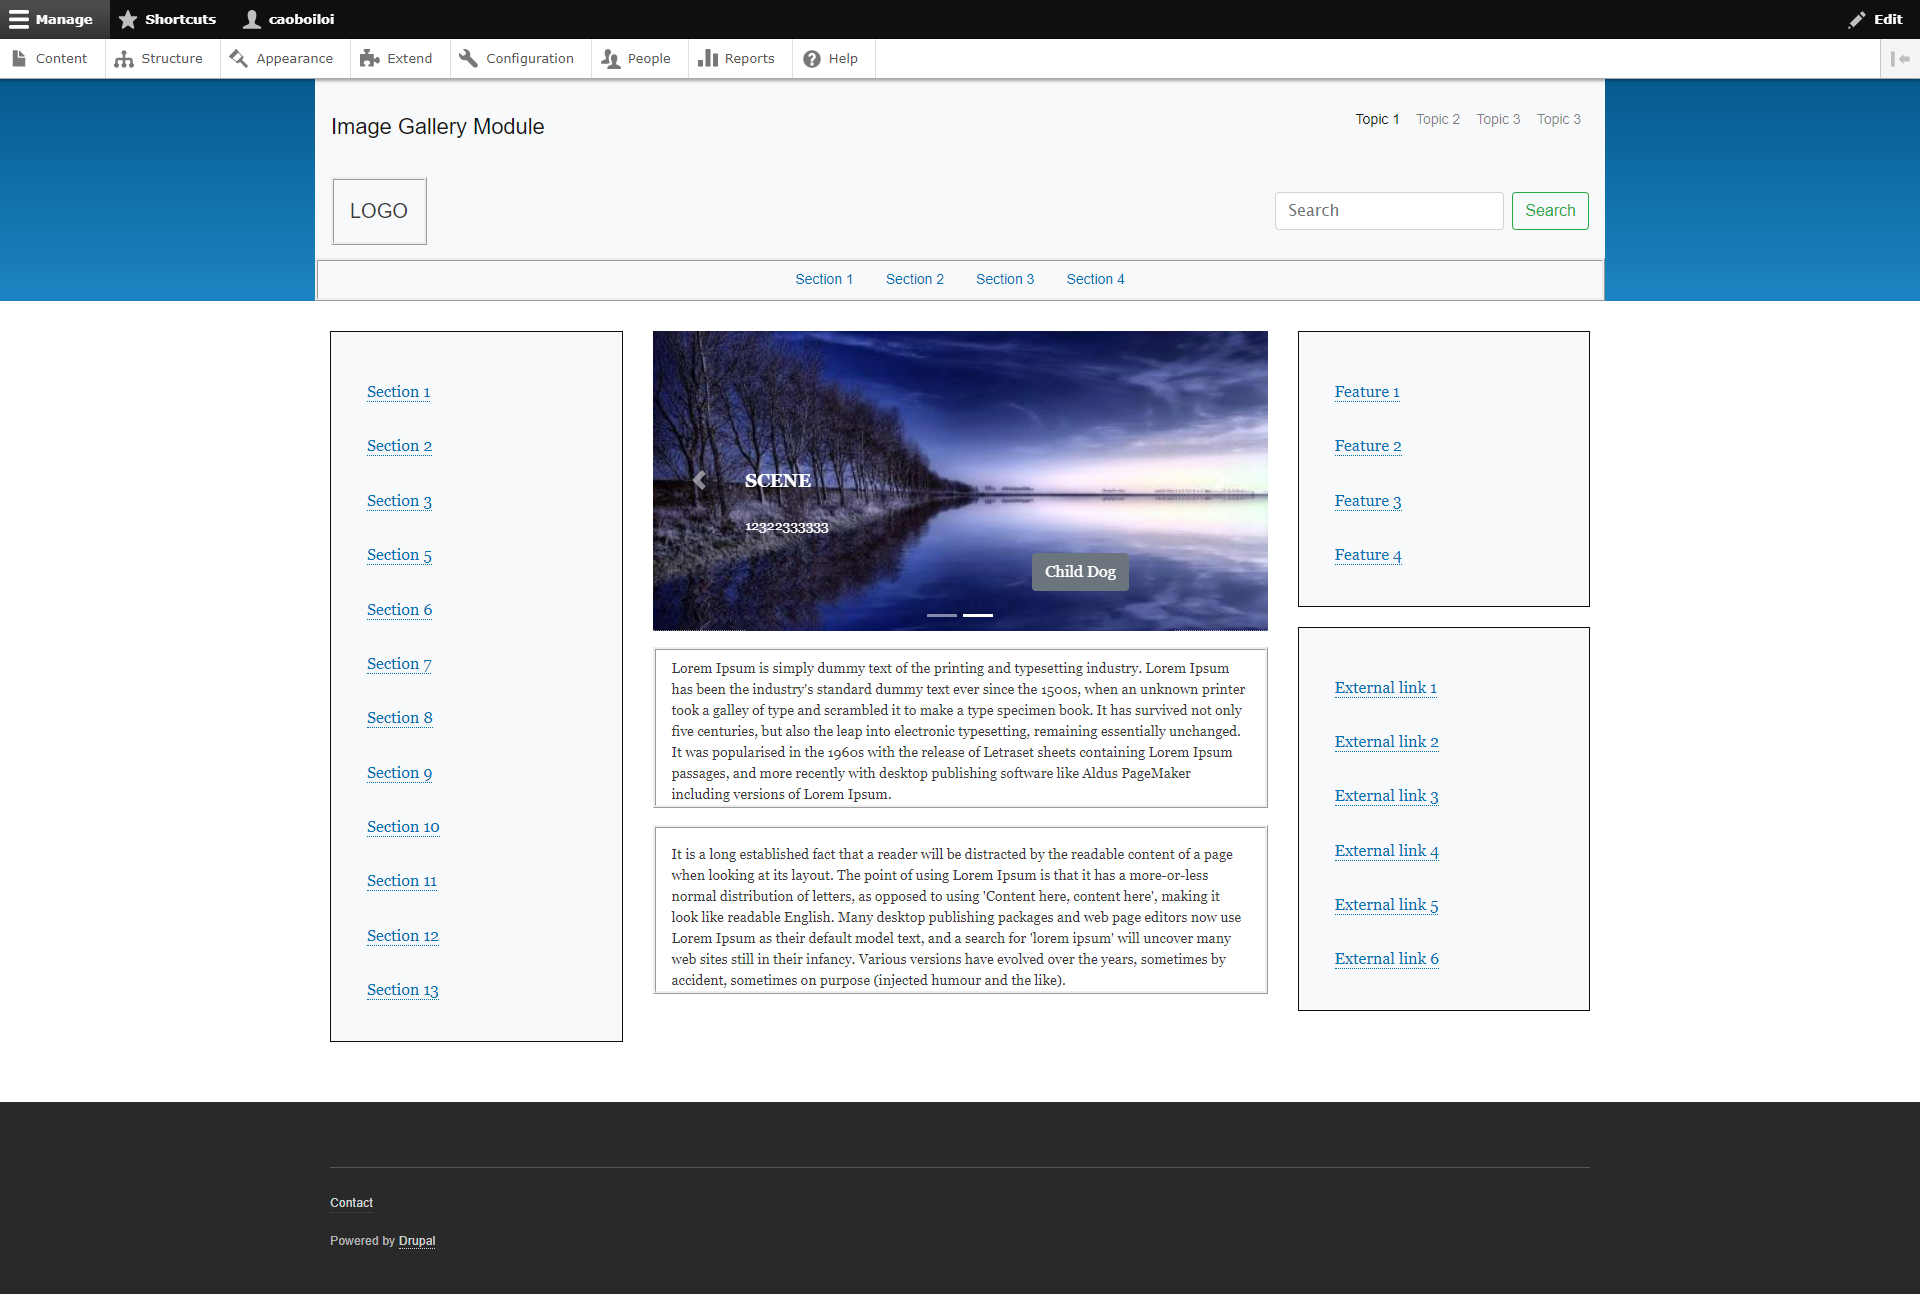 Manage Shortcuts caoboiloi Edit
Content Structure Appearance Extend Configuration People Reports Help
Image Gallery Module
Topic 1 Topic 2 Topic 3 Topic 3
LOGO
Search Search
Section 1 Section 2 Section 3 Section 4
Section 1
Section 2
Section 3
Section 5
Section 6
Section 7
Section 8
Section 9
Section 10
Section 11
Section 12
Section 13
SCENE
12322333333
Child Dog
Lorem Ipsum is simply dummy text of the printing and typesetting industry. Lorem Ipsum
has been the industry's standard dummy text ever since the 1500s, when an unknown printer
took a galley of type and scrambled it to make a type specimen book. It has survived not only
five centuries, but also the leap into electronic typesetting, remaining essentially unchanged.
It was popularised in the 1960s with the release of Letraset sheets containing Lorem Ipsum
passages, and more recently with desktop publishing software like Aldus PageMaker
including versions of Lorem Ipsum.
It is a long established fact that a reader will be distracted by the readable content of a page
when looking at its layout. The point of using Lorem Ipsum is that it has a more-or-less
normal distribution of letters, as opposed to using 'Content here, content here', making it
look like readable English. Many desktop publishing packages and web page editors now use
Lorem Ipsum as their default model text, and a search for 'lorem ipsum' will uncover many
web sites still in their infancy. Various versions have evolved over the years, sometimes by
accident, sometimes on purpose (injected humour and the like).
Feature 1
Feature 2
Feature 3
Feature 4
External link 1
External link 2
External link 3
External link 4
External link 5
External link 6
Contact
Powered by Drupal